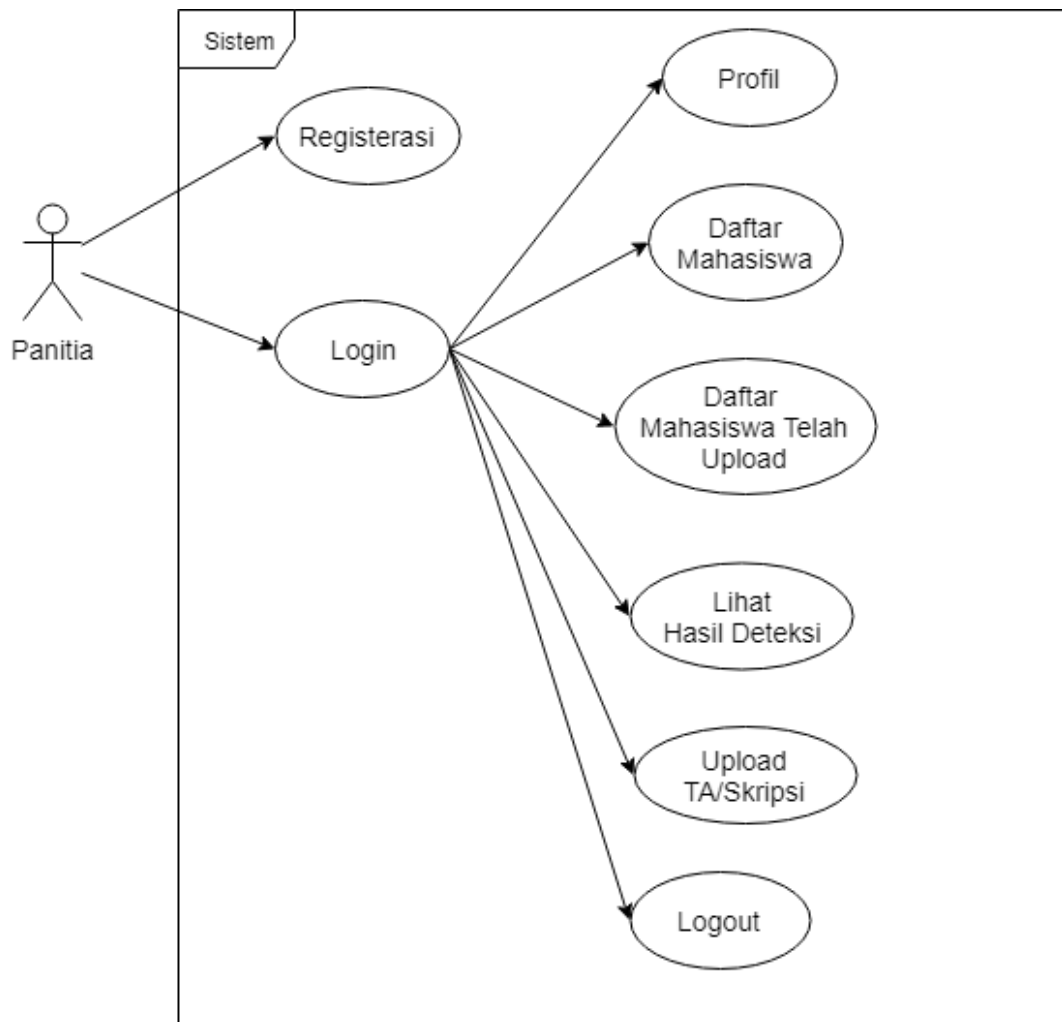 Sistem
Profil
Registerasi
Daftar
Mahasiswa
Panitia
Login
Daftar
Mahasiswa Telah
Upload
Lihat
Hasil Deteksi
Upload
TA/Skripsi
Logout